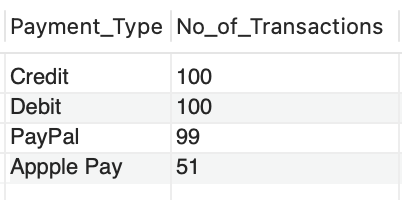 Payment_Type No_of_Transactions
Credit 100
Debit 100
PayPal 99
Appple Pay 51